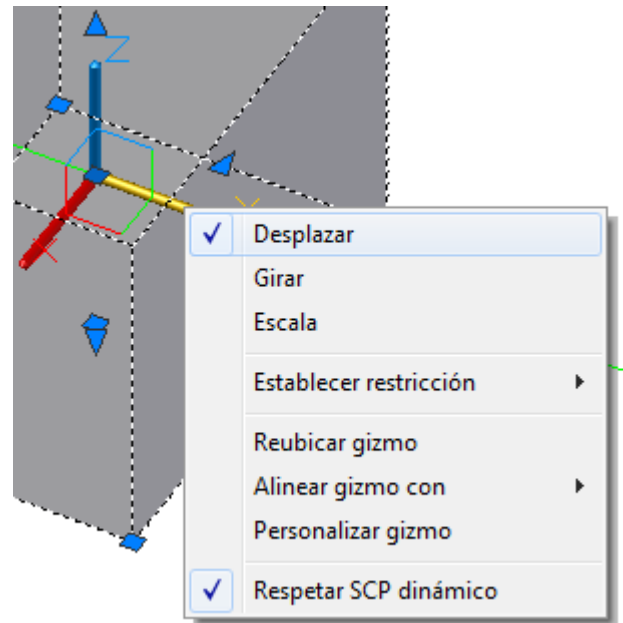 Z
Desplazar
Girar
Escala
Establecer restricción
Reubicar gizmo
Alinear gizmo con
Personalizar gizmo
Respetar SCP dinámico